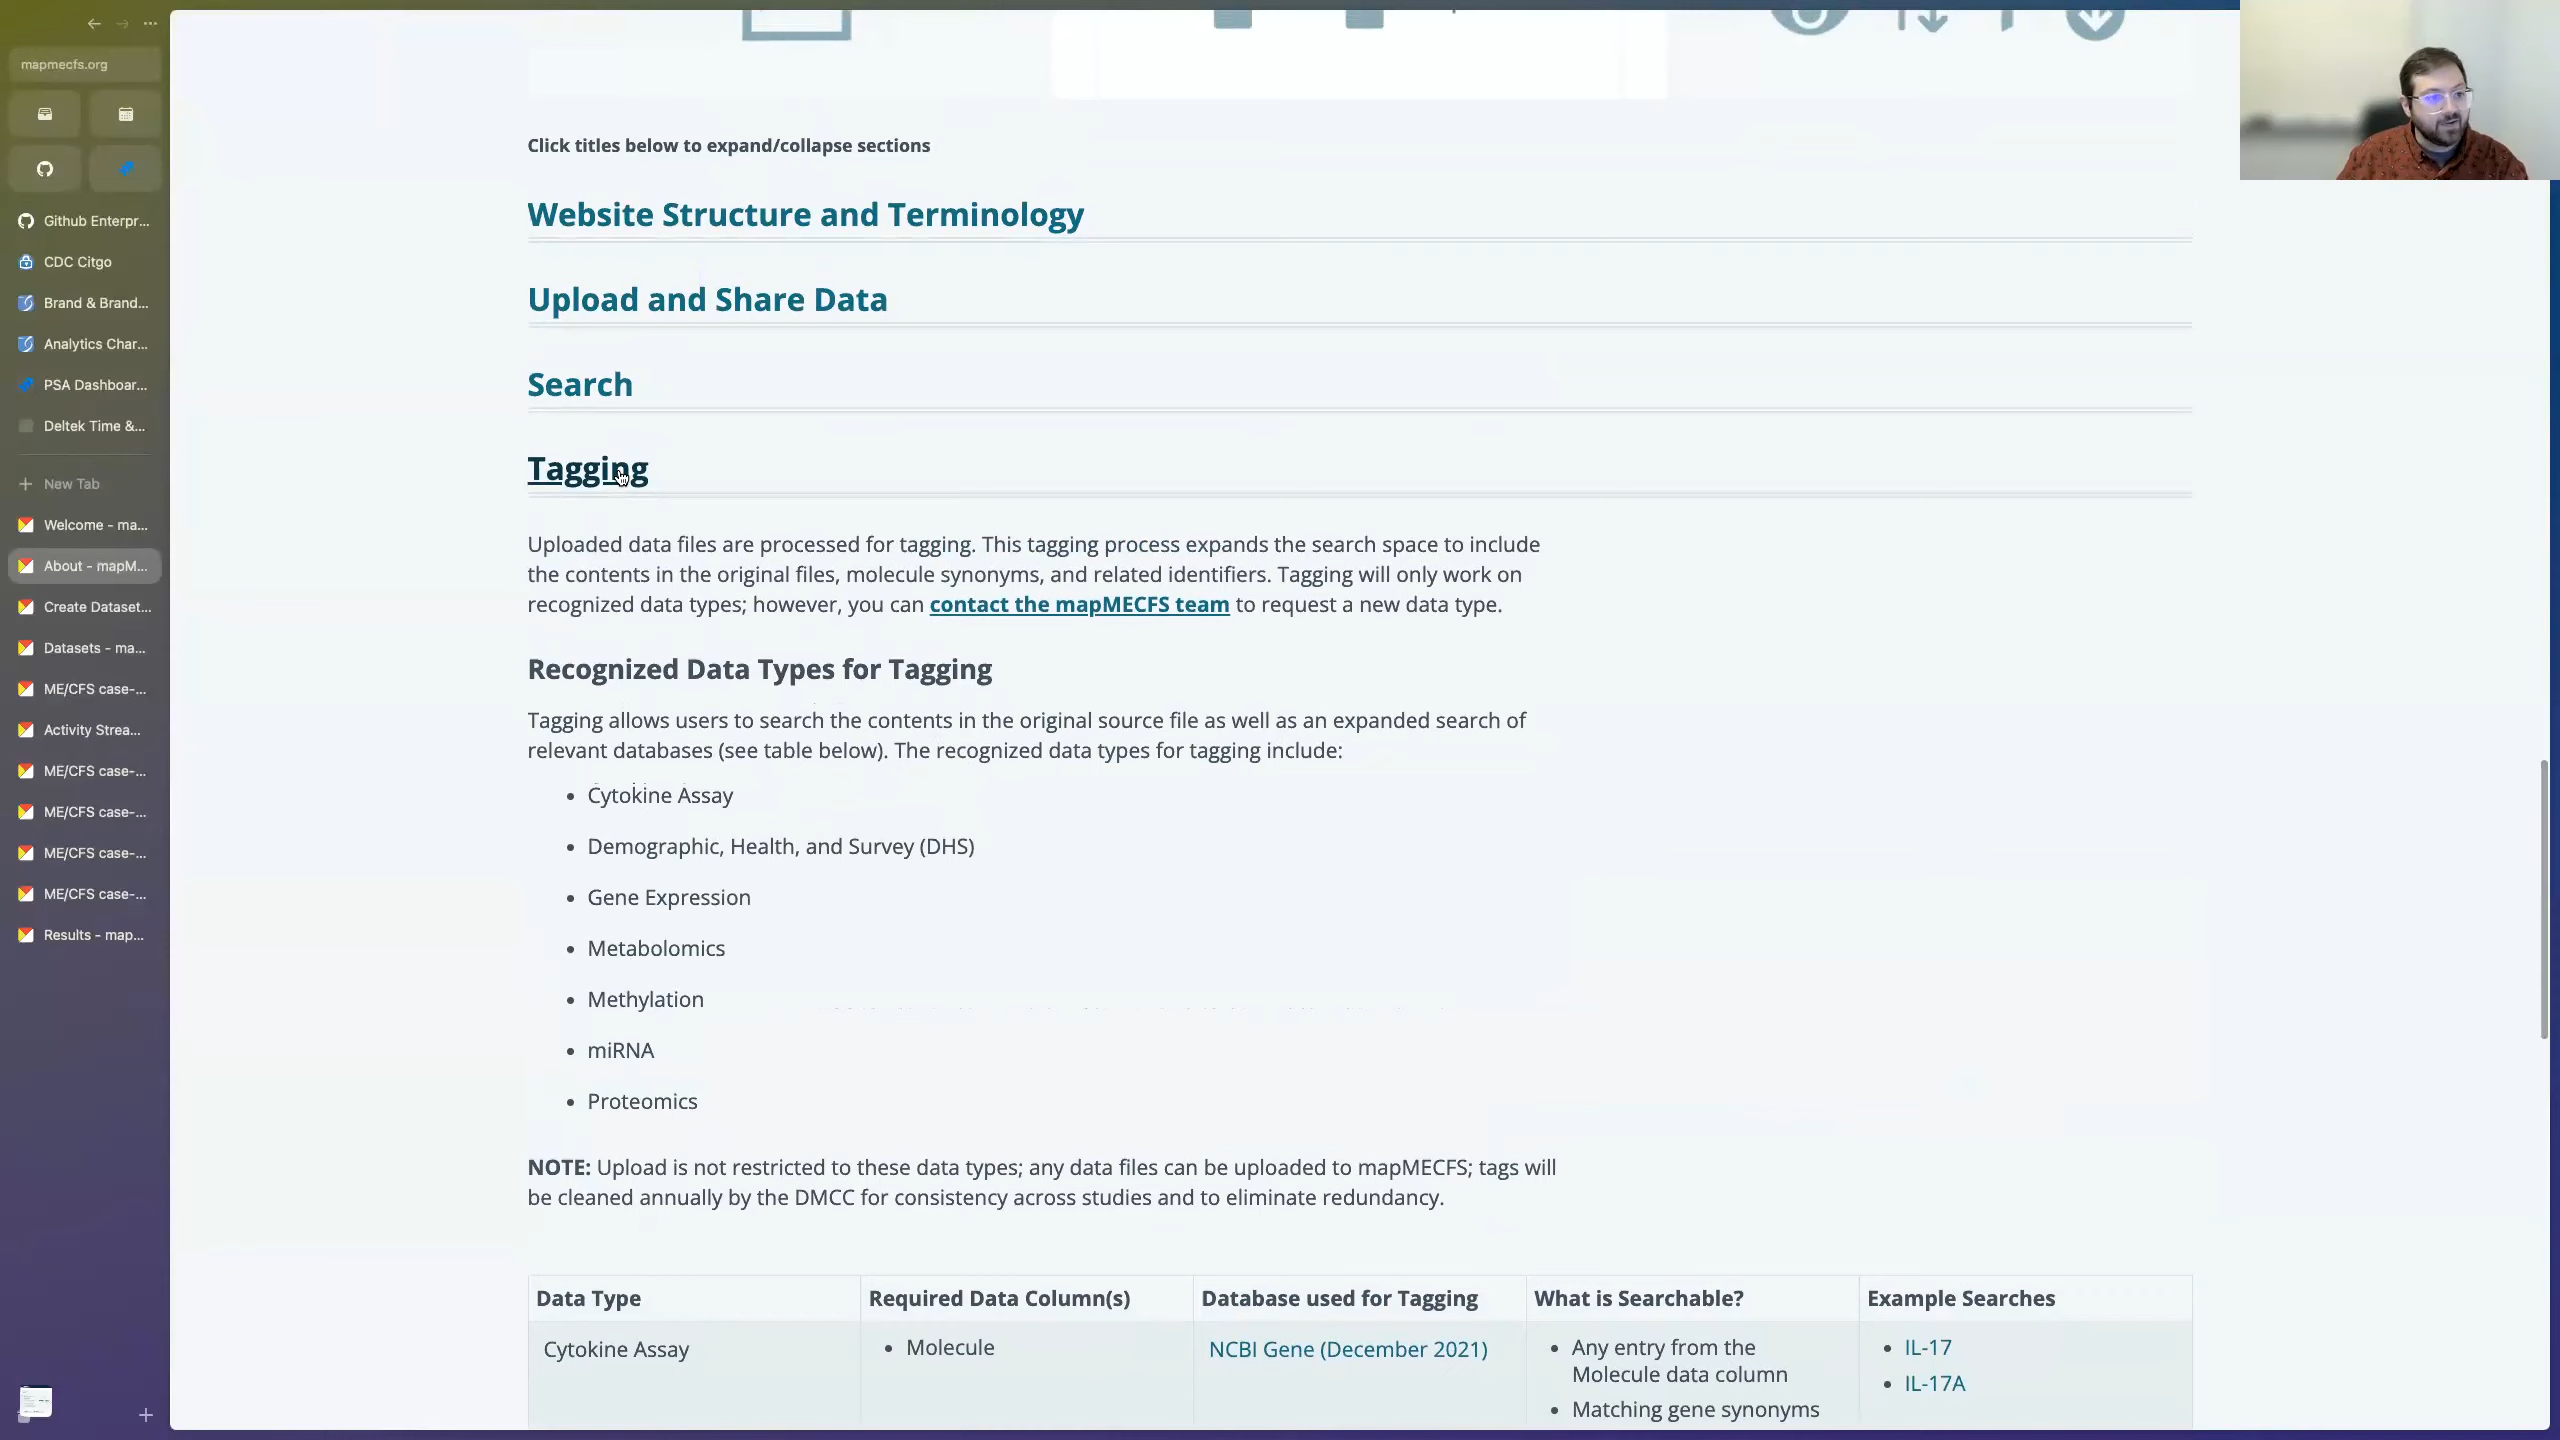 mapmecfs.org
Github Enterpr...
CDC Citgo
Brand & Brand...
Analytics Char...
PSA Dashboar...
Deltek Time &...
New Tab
Welcome - ma...
About - mapM...
Create Dataset...
Datasets - ma...
ME/CFS case-...
Activity Strea...
ME/CFS case-...
ME/CFS case-...
ME/CFS case-...
ME/CFS case-...
Results - map...
Click titles below to expand/collapse sections
Website Structure and Terminology
Upload and Share Data
Search
Tagging
Uploaded data files are processed for tagging. This tagging process expands the search space to include
the contents in the original files, molecule synonyms, and related identifiers. Tagging will only work on
recognized data types; however, you can contact the mapMECFS team to request a new data type.
Recognized Data Types for Tagging
Tagging allows users to search the contents in the original source file as well as an expanded search of
relevant databases (see table below). The recognized data types for tagging include:
• Cytokine Assay
• Demographic, Health, and Survey (DHS)
• Gene Expression
• Metabolomics
• Methylation
• miRNA
• Proteomics
NOTE: Upload is not restricted to these data types; any data files can be uploaded to mapMECFS; tags will
be cleaned annually by the DMCC for consistency across studies and to eliminate redundancy.
Data Type Required Data Column(s) Database used for Tagging What is Searchable? Example Searches
Cytokine Assay • Molecule NCBI Gene (December 2021) • Any entry from the • IL-17
Molecule data column • IL-17A
• Matching gene synonyms